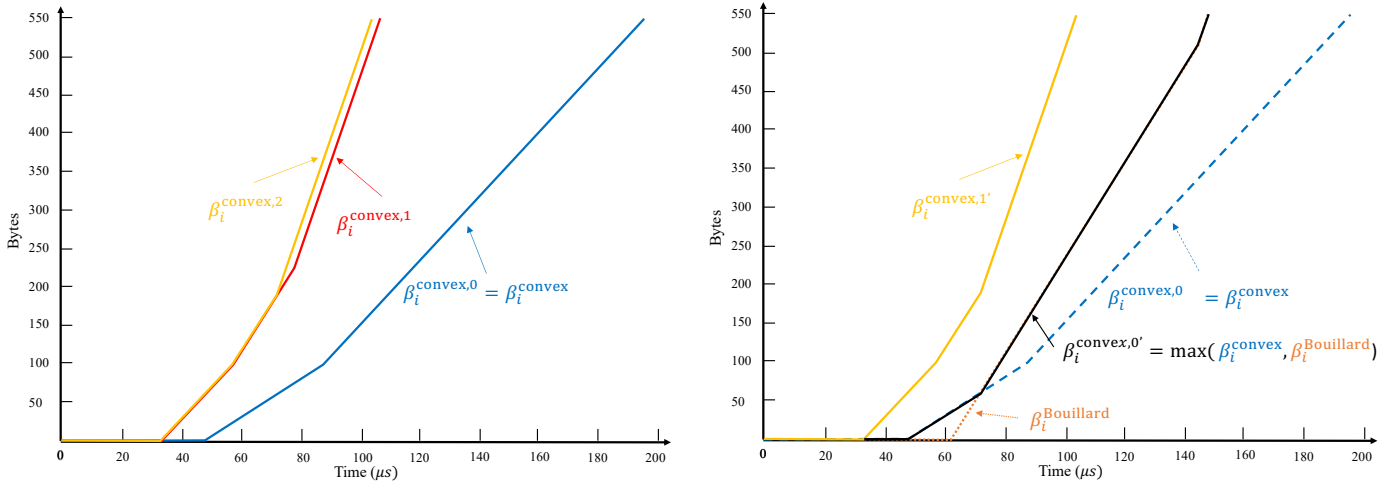 550
500
450
400
350
300
250
200
150
100
50
Bytes
β_i^convex,2
β_i^convex,1
β_i^convex,0 = β_i^convex
0 20 40 60 80 100 120 140 160 180 200
Time (μs)
550
500
450
400
350
300
250
200
150
100
50
Bytes
β_i^convex,1'
β_i^convex,0 = β_i^convex
β_i^convex,0' = max( β_i^convex, β_i^Bouillard)
β_i^Bouillard
0 20 40 60 80 100 120 140 160 180 200
Time (μs)